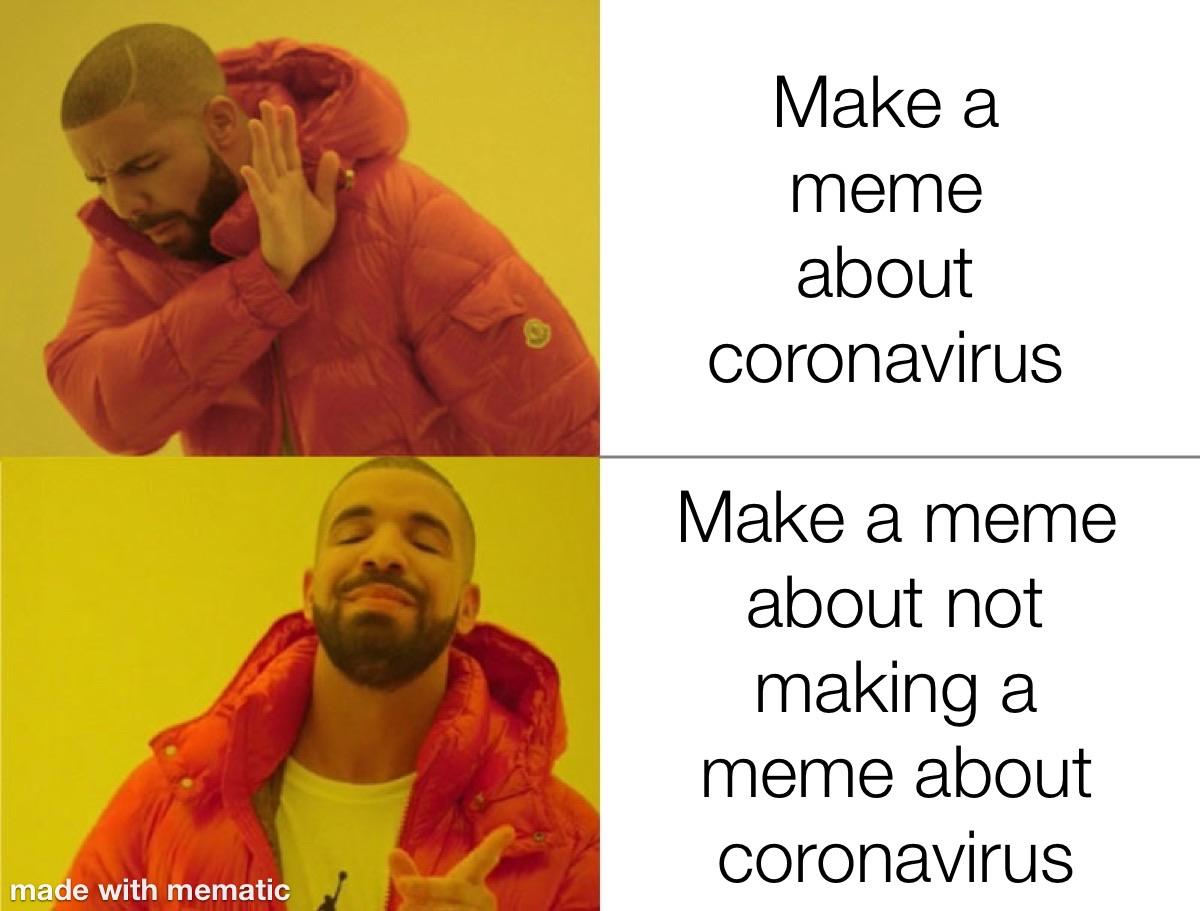 Make a
meme
about
coronavirus
Make a meme
about not
making a
meme about
coronavirus
made with mematic